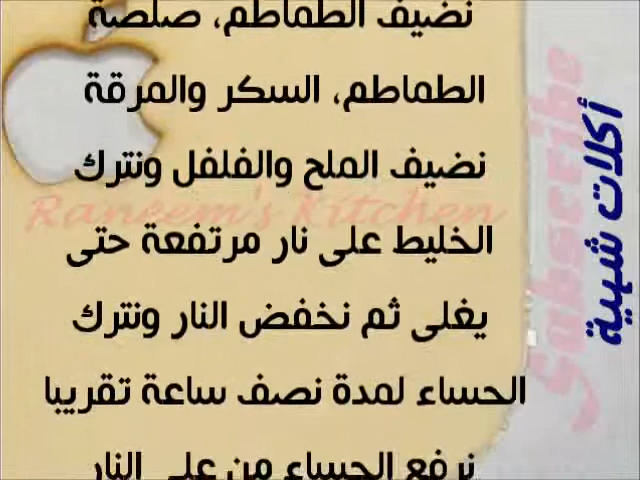 نضيف الطماطم، صلصة
الطماطم، السكر والمرقة
نضيف الملح والفلفل ونترك
Raneem's Kitchen
الخليط على نار مرتفعة حتى
يغلى ثم نخفض النار ونترك
الحساء لمدة نصف ساعة تقريبا
نرفع الحساء من على النار
أكلات شهية
Subscribe